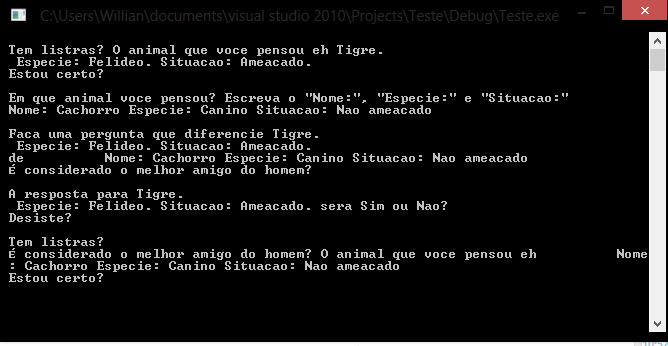 C:\Users\Willian\documents\visual studio 2010\Projects\Teste\Debug\Teste.exe
Tem listras? O animal que voce pensou eh Tigre.
Especie: Felideo. Situacao: Ameacado.
Estou certo?
Em que animal voce pensou? Escreva o "Nome:", "Especie:" e "Situacao:"
Nome: Cachorro Especie: Canino Situacao: Nao ameacado
Faca uma pergunta que diferencie Tigre.
Especie: Felideo. Situacao: Ameacado.
de Nome: Cachorro Especie: Canino Situacao: Nao ameacado
É considerado o melhor amigo do homem?
A resposta para Tigre.
Especie: Felideo. Situacao: Ameacado. sera Sim ou Nao?
Desiste?
Tem listras?
É considerado o melhor amigo do homem? O animal que voce pensou eh Nome
: Cachorro Especie: Canino Situacao: Nao ameacado
Estou certo?